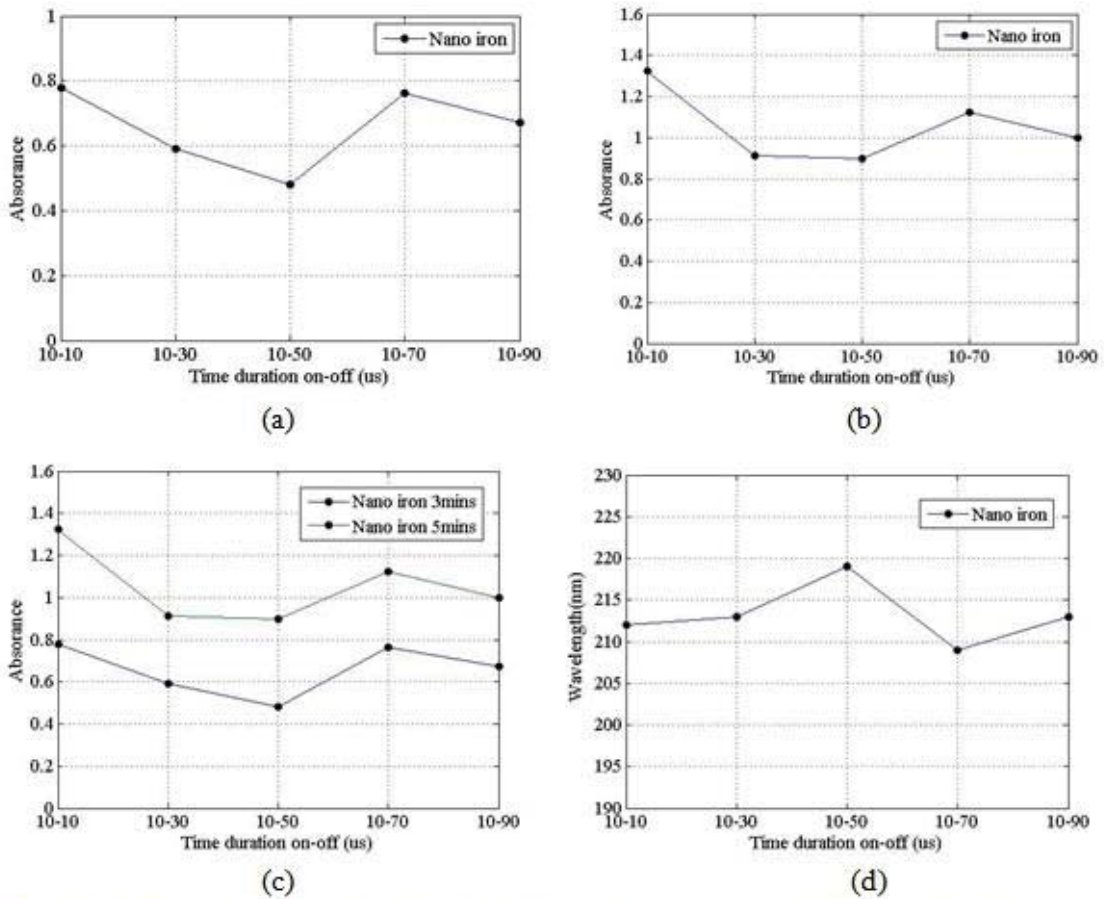 1
0.8
0.6
0.4
0.2
0
Absorance
Nano iron
10-10 10-30 10-50 10-70 10-90
Time duration on-off (us)
(a)
1.6
1.4
1.2
1
0.8
0.6
0.4
0.2
0
Absorance
Nano iron
10-10 10-30 10-50 10-70 10-90
Time duration on-off (us)
(b)
1.6
1.4
1.2
1
0.8
0.6
0.4
0.2
0
Absorance
Nano iron 3mins
Nano iron 5mins
10-10 10-30 10-50 10-70 10-90
Time duration on-off (us)
(c)
230
225
220
215
210
205
200
195
190
Wavelength(nm)
Nano iron
10-10 10-30 10-50 10-70 10-90
Time duration on-off (us)
(d)